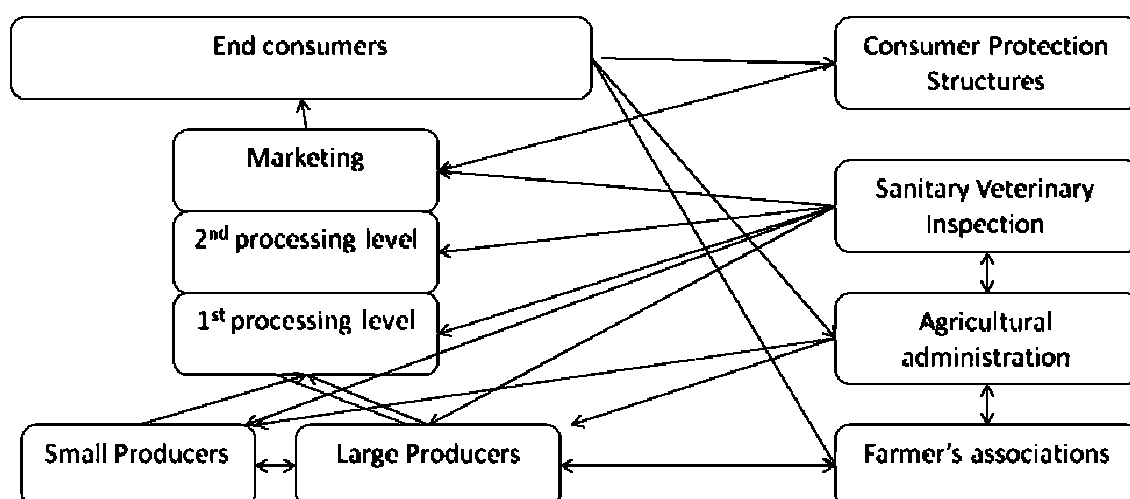 End consumers
Consumer Protection
Structures
Marketing
Sanitary Veterinary
Inspection
2nd processing level
1st processing level
Agricultural
administration
Small Producers
Large Producers
Farmer's associations